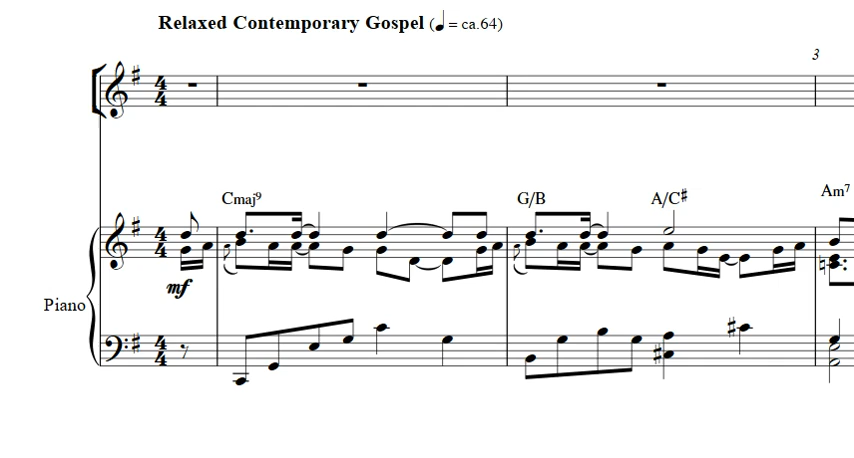 Relaxed Contemporary Gospel (♩ = ca.64)
3
Cmaj⁹ G/B A/C♯ Am⁷
mf
Piano